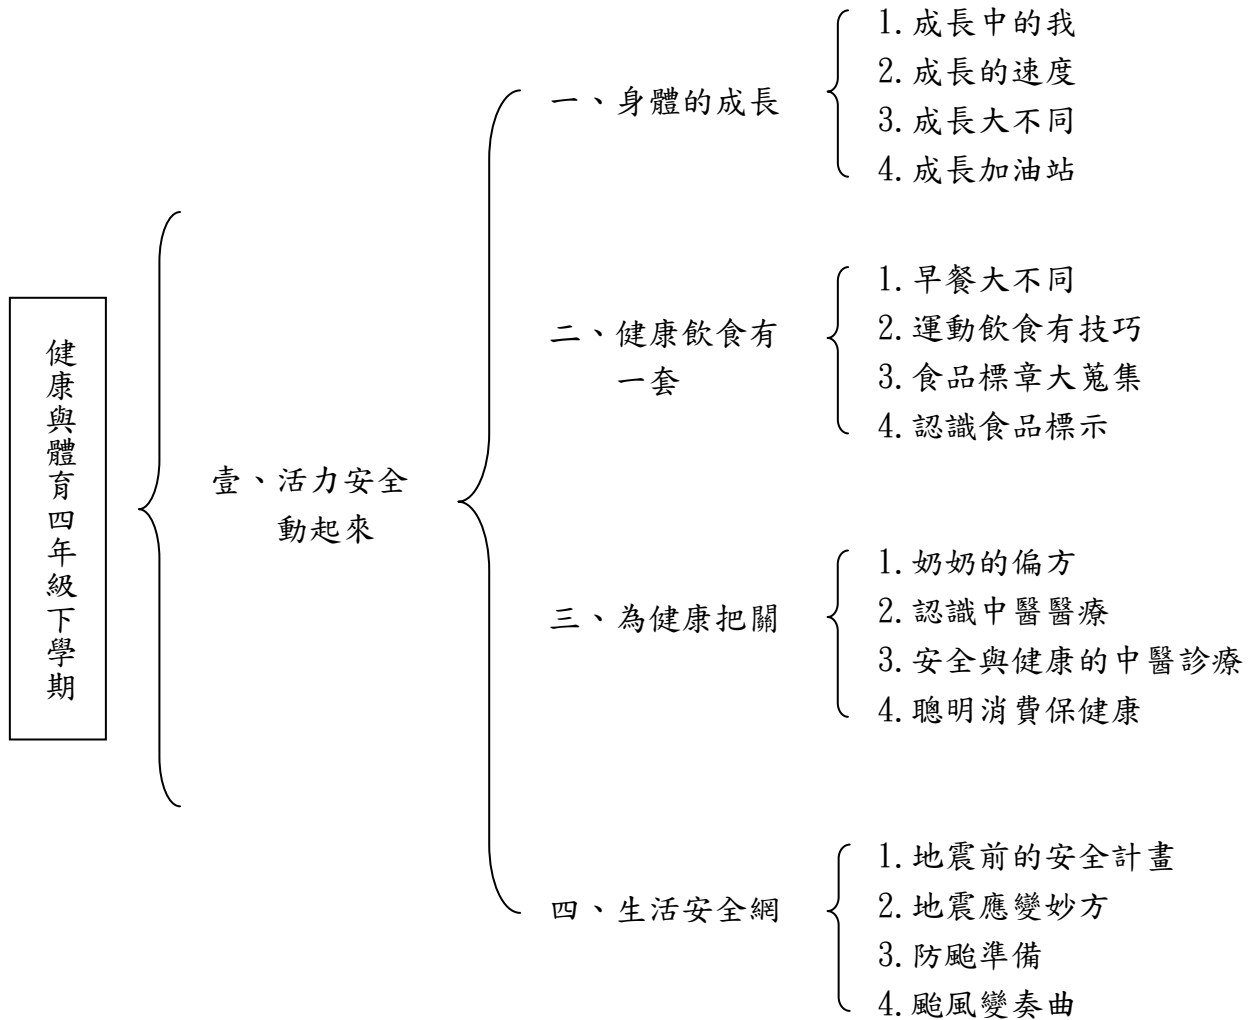 健康與體育四年級下學期
壹、活力安全
動起來
一、身體的成長
1.成長中的我
2.成長的速度
3.成長大不同
4.成長加油站
二、健康飲食有
一套
1.早餐大不同
2.運動飲食有技巧
3.食品標章大蒐集
4.認識食品標示
三、為健康把關
1.奶奶的偏方
2.認識中醫醫療
3.安全與健康的中醫診療
4.聰明消費保健康
四、生活安全網
1.地震前的安全計畫
2.地震應變妙方
3.防颱準備
4.颱風變奏曲